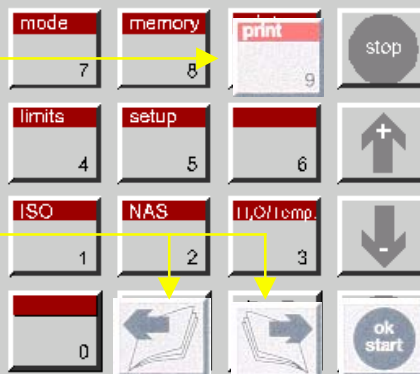 mode
7
memory
8
print
9
stop
limits
4
setup
5
6
+
ISO
1
NAS
2
H₂O/Temp.
3
-
0
ok
start